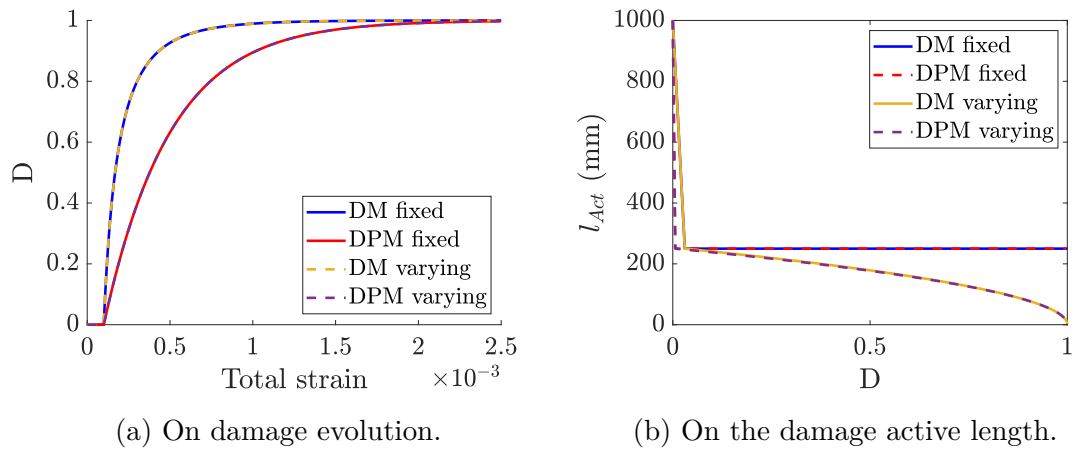 1
0.8
0.6
0.4
0.2
0
D
0 0.5 1 1.5 2 2.5
Total strain ×10⁻³
DM fixed
DPM fixed
DM varying
DPM varying
(a) On damage evolution.
1000
800
600
400
200
0
l_Act (mm)
0 0.5 1
D
DM fixed
DPM fixed
DM varying
DPM varying
(b) On the damage active length.